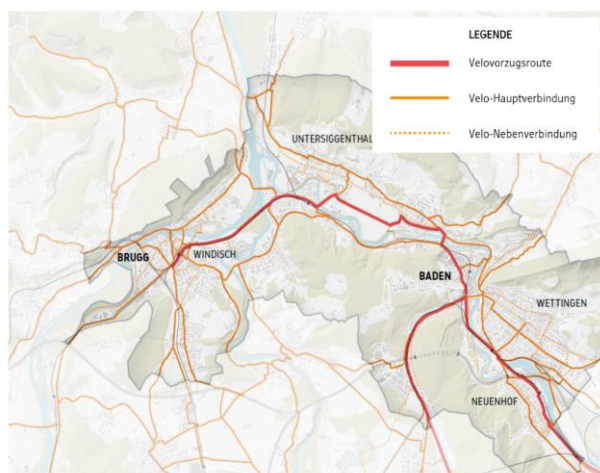 LEGENDE
Velovorzugsroute
Velo-Hauptverbindung
Velo-Nebenverbindung
UNTERSIGGENTHAL
BRUGG
WINDISCH
BADEN
WETTINGEN
NEUENHOF